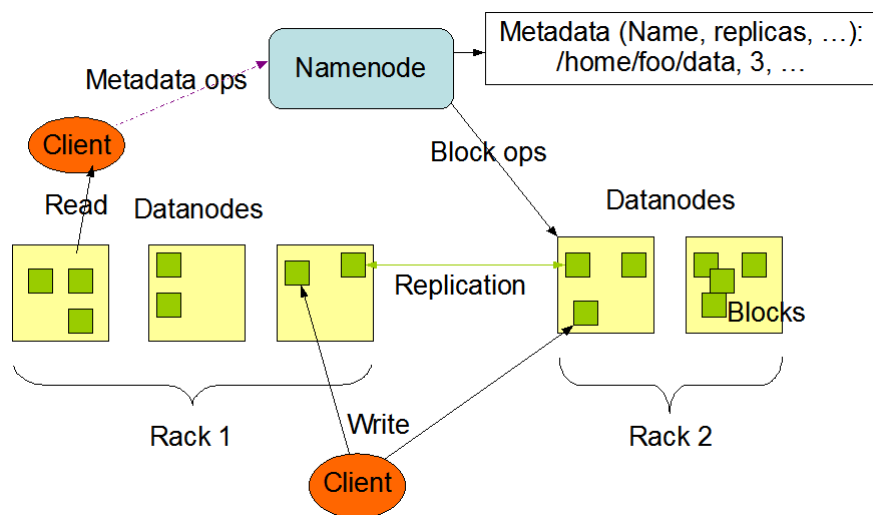 Metadata (Name, replicas, …):
/home/foo/data, 3, …
Namenode
Metadata ops
Client
Block ops
Read
Datanodes
Datanodes
Replication
Blocks
Rack 1
Write
Rack 2
Client